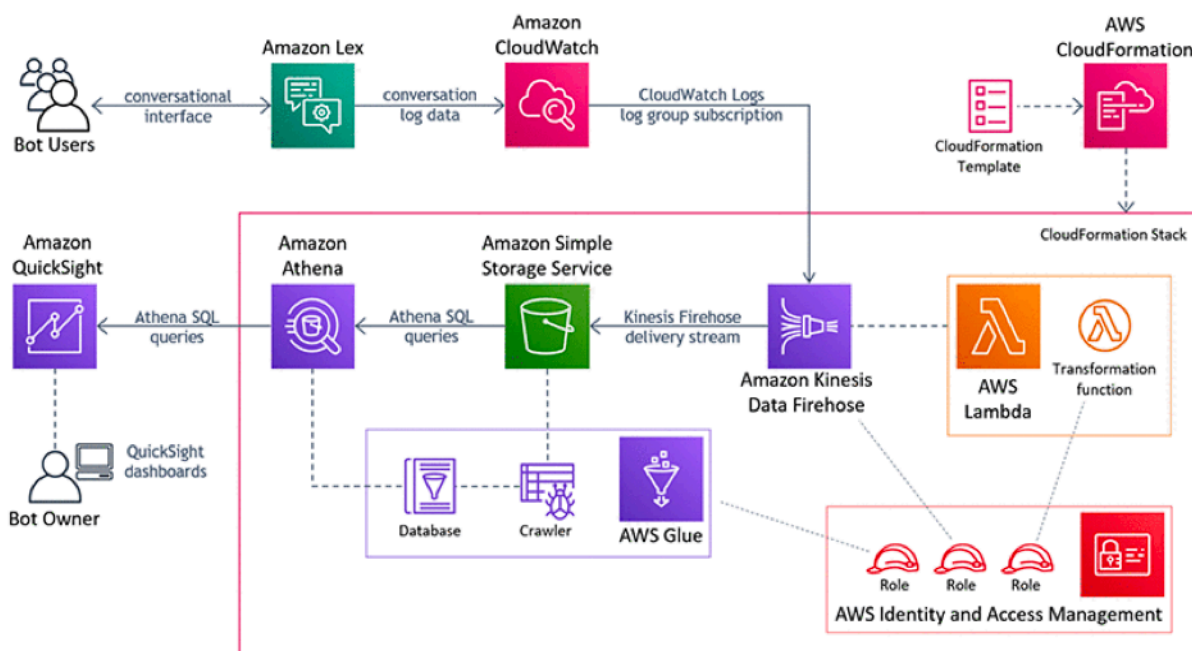 Amazon Lex
Amazon
CloudWatch
AWS
CloudFormation
Bot Users
conversational
interface
conversation
log data
CloudWatch Logs
log group subscription
CloudFormation
Template
CloudFormation Stack
Amazon
QuickSight
Athena SQL
queries
Amazon
Athena
Athena SQL
queries
Amazon Simple
Storage Service
Kinesis Firehose
delivery stream
Amazon Kinesis
Data Firehose
AWS
Lambda
Transformation
function
QuickSight
dashboards
Bot Owner
Database
Crawler
AWS Glue
Role
Role
Role
AWS Identity and Access Management